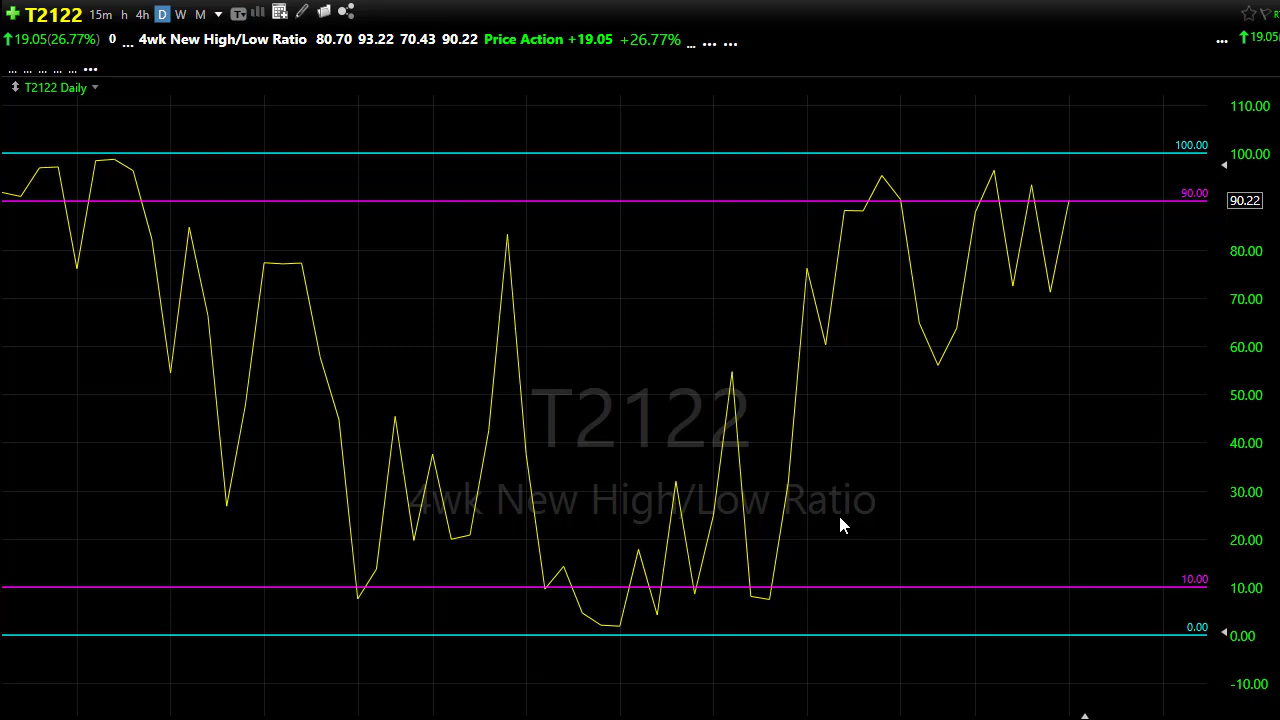 T2122 15m h 4h D W M T
19.05(26.77%) 0 ... 4wk New High/Low Ratio 80.70 93.22 70.43 90.22 Price Action +19.05 +26.77% ... ... ... ... 19.05
... ... ... ... ... ...
T2122 Daily
110.00
100.00 100.00
90.00 90.22
80.00
70.00
60.00
50.00
40.00
30.00
20.00
10.00 10.00
0.00 0.00
-10.00
T2122
4wk New High/Low Ratio